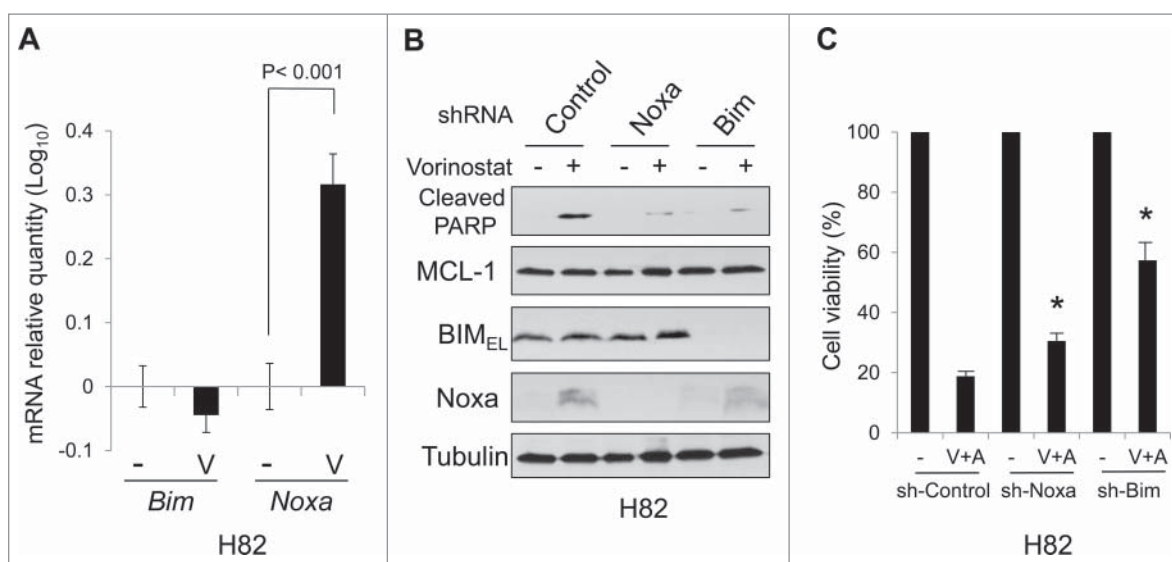 A
P< 0.001
mRNA relative quantity (Log10)
0.4
0.3
0.2
0.1
0
-0.1
- V - V
Bim Noxa
H82
B
shRNA Control Noxa Bim
Vorinostat - + - + - +
Cleaved
PARP
MCL-1
BIMEL
Noxa
Tubulin
H82
C
Cell viability (%)
100
80
60
40
20
0
* *
- V+A - V+A - V+A
sh-Control sh-Noxa sh-Bim
H82